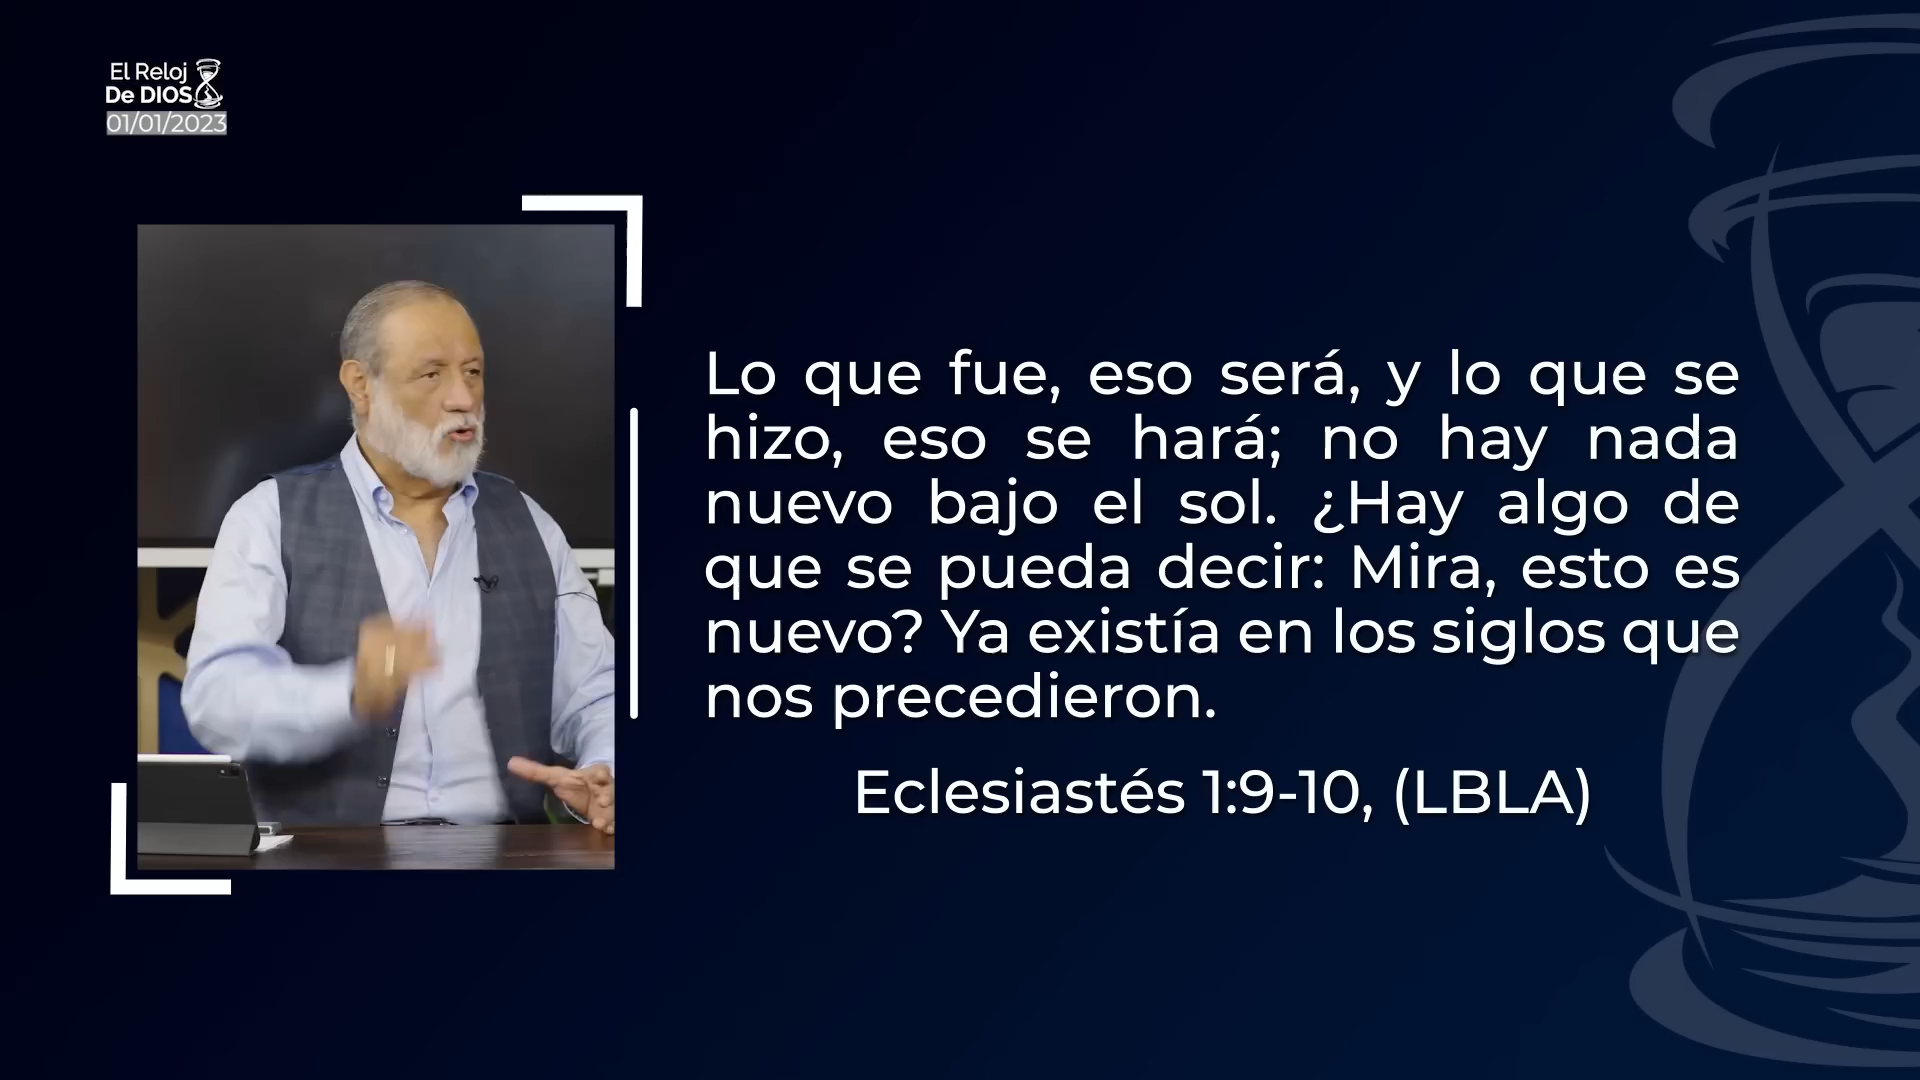 El Reloj
De DIOS
01/01/2023
Lo que fue, eso será, y lo que se
hizo, eso se hará; no hay nada
nuevo bajo el sol. ¿Hay algo de
que se pueda decir: Mira, esto es
nuevo? Ya existía en los siglos que
nos precedieron.
Eclesiastés 1:9-10, (LBLA)